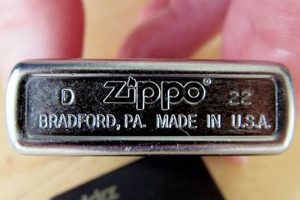 D zippo® 22
BRADFORD, PA. MADE IN U.S.A.